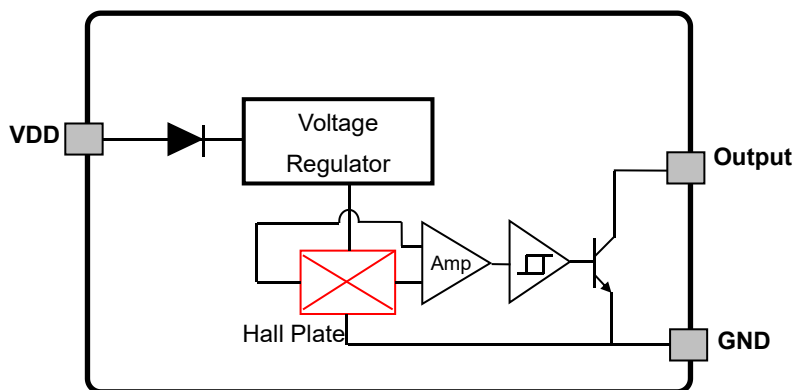 Voltage
Regulator
VDD
Output
Amp
Hall Plate
GND